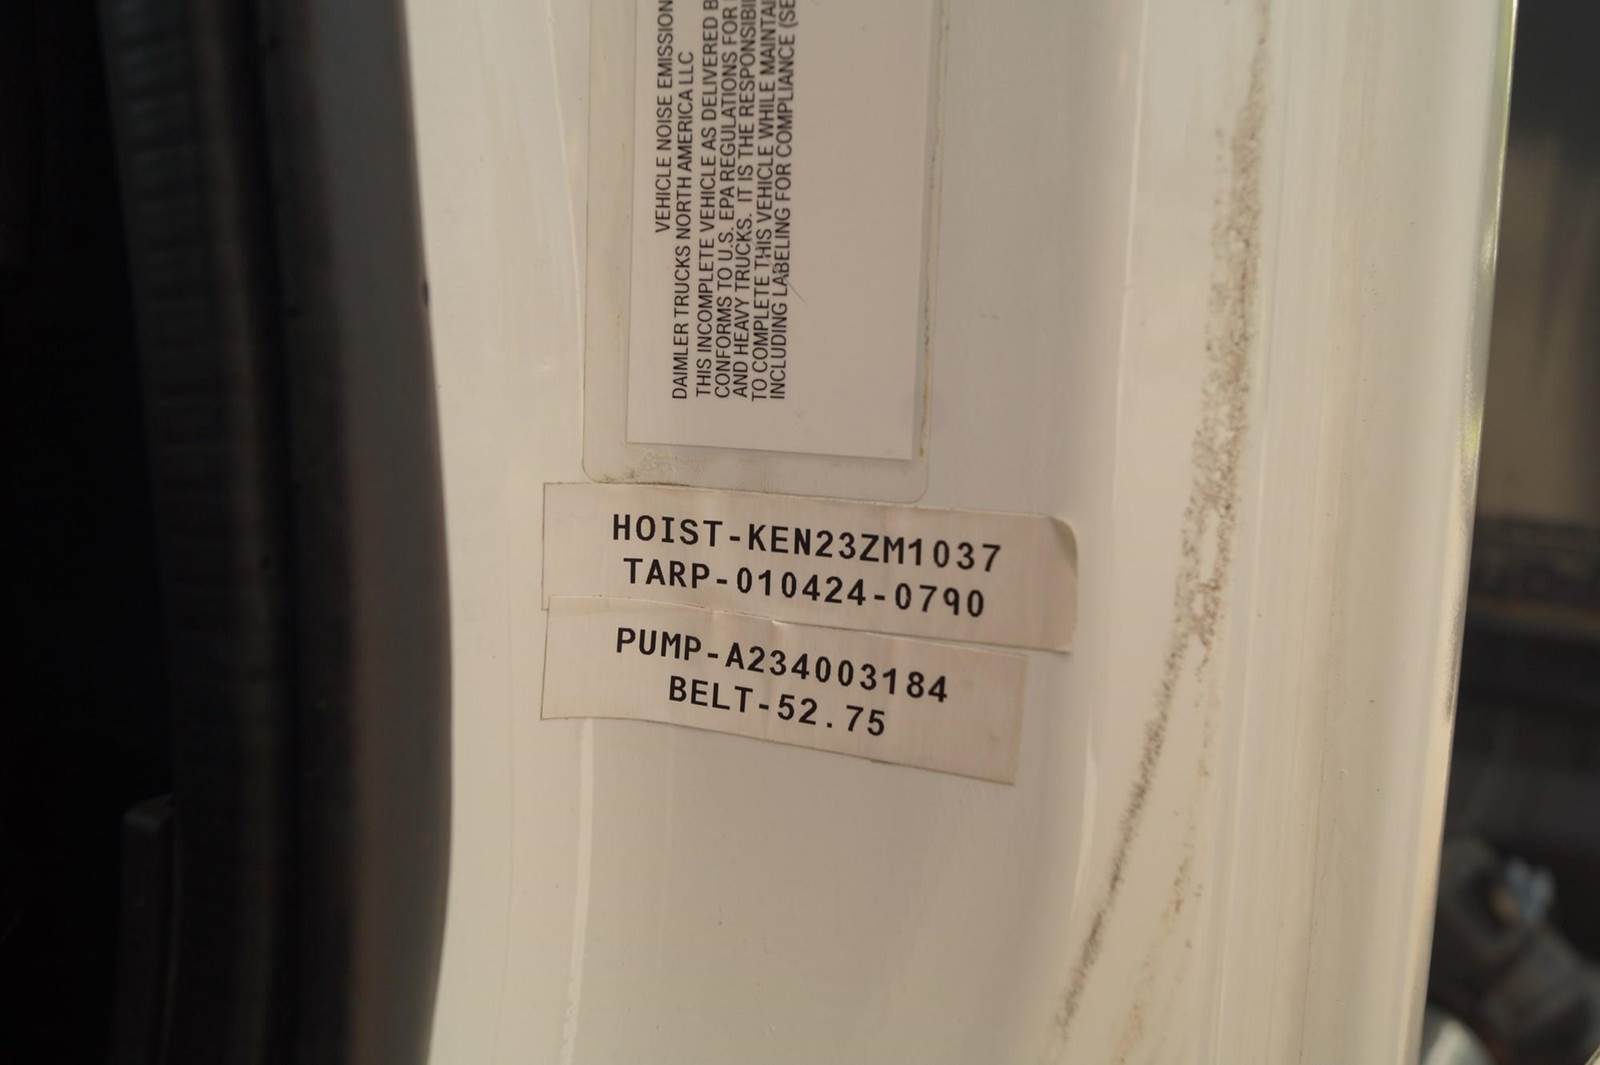 VEHICLE NOISE EMISSION
DAIMLER TRUCKS NORTH AMERICA LLC
THIS INCOMPLETE VEHICLE AS DELIVERED B
CONFORMS TO U.S. EPA REGULATIONS FOR
AND HEAVY TRUCKS. IT IS THE RESPONSIBI
TO COMPLETE THIS VEHICLE WHILE MAINTAI
INCLUDING LABELING FOR COMPLIANCE (SE
HOIST-KEN23ZM1037
TARP-010424-0790
PUMP-A234003184
BELT-52.75